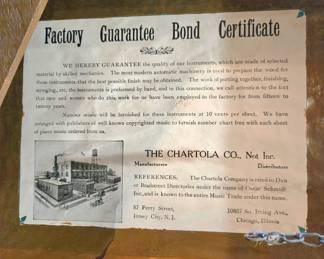 Factory Guarantee Bond Certificate
WE HEREBY GUARANTEE the quality of our instruments, which are made of selected
material by skilled mechanics. The most modern automatic machinery is used to prepare the wood for
these instruments, that the best possible finish may be obtained. The work of putting together, finishing,
stringing, etc. the instruments is performed by hand, and in this connection, we call attention to the fact
that men and women who do this work for us have been employed in the factory for from fifteen to
twenty years.
Number music will be furnished for these instruments at 10 cents per sheet. We have
arranged with publishers of well known copyrighted music to furnish number chart free with each sheet
of piano music ordered from us.
THE CHARTOLA CO., Not Inc.
Manufacturers Distributors
REFERENCES: The Chartola Company is rated in Dun
or Bradstreet Directories under the name of Oscar Schmidt
Inc., and is known to the entire Music Trade under this name.
87 Ferry Street, 10857 So. Irving Ave.,
Jersey City, N. J. Chicago, Illinois